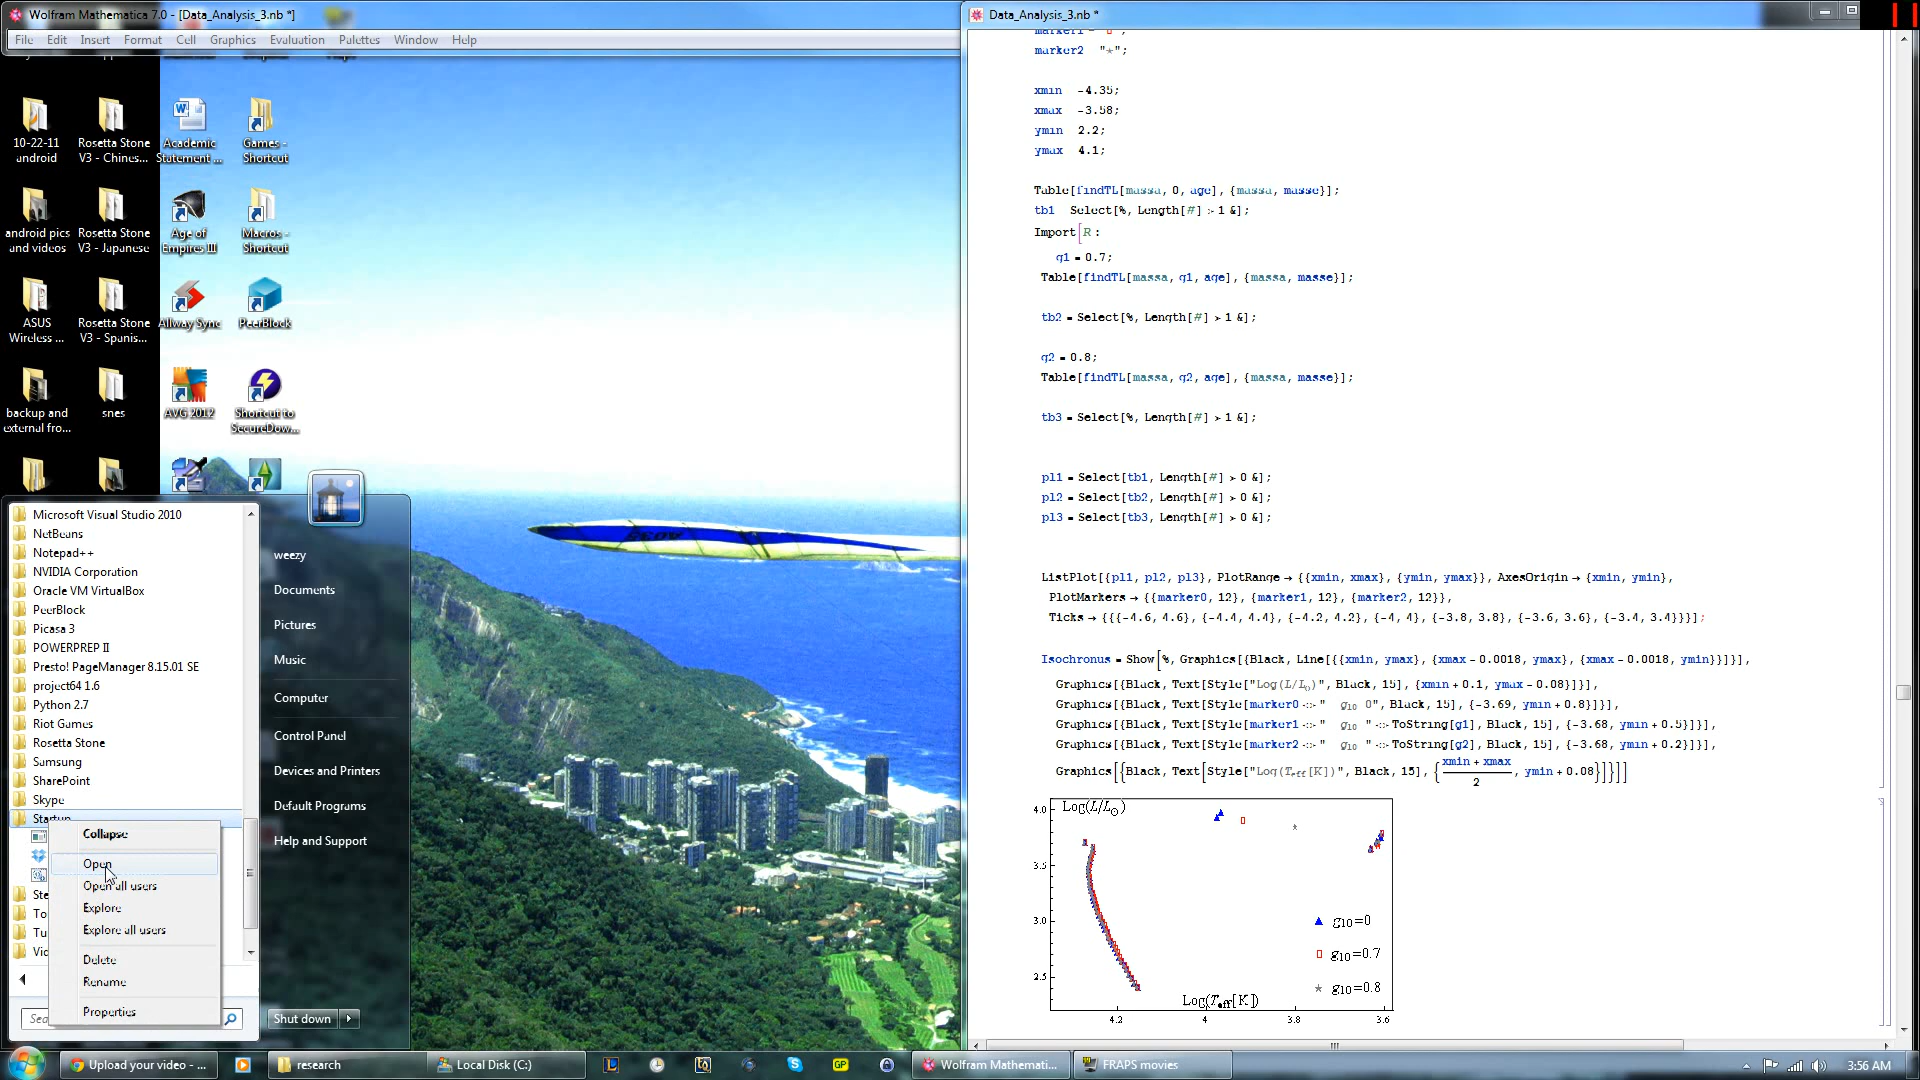 Wolfram Mathematica 7.0 - [Data_Analysis_3.nb *]
File Edit Insert Format Cell Graphics Evaluation Palettes Window Help
10-22-11 android
Rosetta Stone V3 - Chines...
Academic Statement ...
Games - Shortcut
android pics and videos
Rosetta Stone V3 - Japanese
Age of Empires III
Macros - Shortcut
ASUS Wireless ...
Rosetta Stone V3 - Spanis...
Allway Sync
PeerBlock
backup and external fro...
snes
AVG 2012
Shortcut to SecureDow...
Microsoft Visual Studio 2010
NetBeans
Notepad++
NVIDIA Corporation
Oracle VM VirtualBox
PeerBlock
Picasa 3
POWERPREP II
Presto! PageManager 8.15.01 SE
project64 1.6
Python 2.7
Riot Games
Rosetta Stone
Samsung
SharePoint
Skype
Startup
Ste
To
Tu
Vic
Sea
Collapse
Open
Open all users
Explore
Explore all users
Delete
Rename
Properties
weezy
Documents
Pictures
Music
Computer
Control Panel
Devices and Printers
Default Programs
Help and Support
Shut down
Data_Analysis_3.nb *
marker2 "★";
xmin -4.35;
xmax -3.58;
ymin 2.2;
ymax 4.1;
Table[findTL[massa, 0, age], {massa, masse}];
tb1 Select[%, Length[#] > 1 &];
Import[R:
g1 = 0.7;
Table[findTL[massa, g1, age], {massa, masse}];
tb2 = Select[%, Length[#] > 1 &];
g2 = 0.8;
Table[findTL[massa, g2, age], {massa, masse}];
tb3 = Select[%, Length[#] > 1 &];
pl1 = Select[tb1, Length[#] > 0 &];
pl2 = Select[tb2, Length[#] > 0 &];
pl3 = Select[tb3, Length[#] > 0 &];
ListPlot[{pl1, pl2, pl3}, PlotRange → {{xmin, xmax}, {ymin, ymax}}, AxesOrigin → {xmin, ymin},
PlotMarkers → {{marker0, 12}, {marker1, 12}, {marker2, 12}},
Ticks → {{{-4.6, 4.6}, {-4.4, 4.4}, {-4.2, 4.2}, {-4, 4}, {-3.8, 3.8}, {-3.6, 3.6}, {-3.4, 3.4}}}];
Isochronus = Show[%, Graphics[{Black, Line[{{xmin, ymax}, {xmax - 0.0018, ymax}, {xmax - 0.0018, ymin}}]}],
Graphics[{Black, Text[Style["Log(L/L⊙)", Black, 15], {xmin + 0.1, ymax - 0.08}]}],
Graphics[{Black, Text[Style[marker0 <> " g10 0", Black, 15], {-3.69, ymin + 0.8}]}],
Graphics[{Black, Text[Style[marker1 <> " g10 " <> ToString[g1], Black, 15], {-3.68, ymin + 0.5}]}],
Graphics[{Black, Text[Style[marker2 <> " g10 " <> ToString[g2], Black, 15], {-3.68, ymin + 0.2}]}],
Graphics[{Black, Text[Style["Log(Teff[K])", Black, 15], {(xmin + xmax)/2, ymin + 0.08}]}]]
4.0 Log(L/L⊙)
3.5
3.0
g10=0
g10=0.7
2.5
g10=0.8
Log(Teff[K])
4.2 4 3.8 3.6
Upload your video - ...
research
Local Disk (C:)
Wolfram Mathemati...
FRAPS movies
3:56 AM